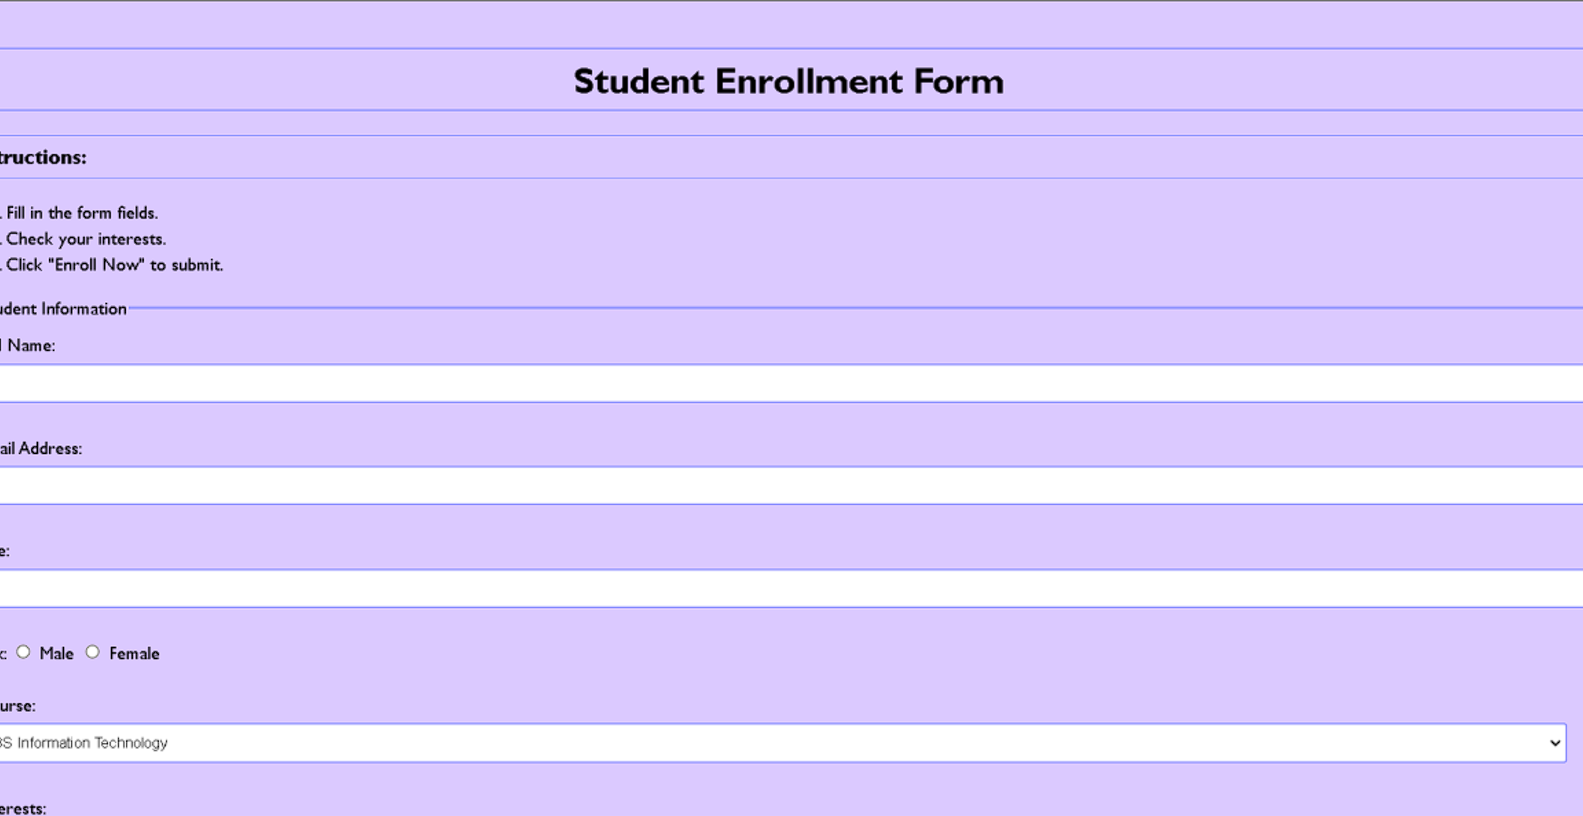 Student Enrollment Form
tructions:
. Fill in the form fields.
. Check your interests.
. Click "Enroll Now" to submit.
udent Information
l Name:
ail Address:
e:
x: Male Female
urse:
BS Information Technology
erests: